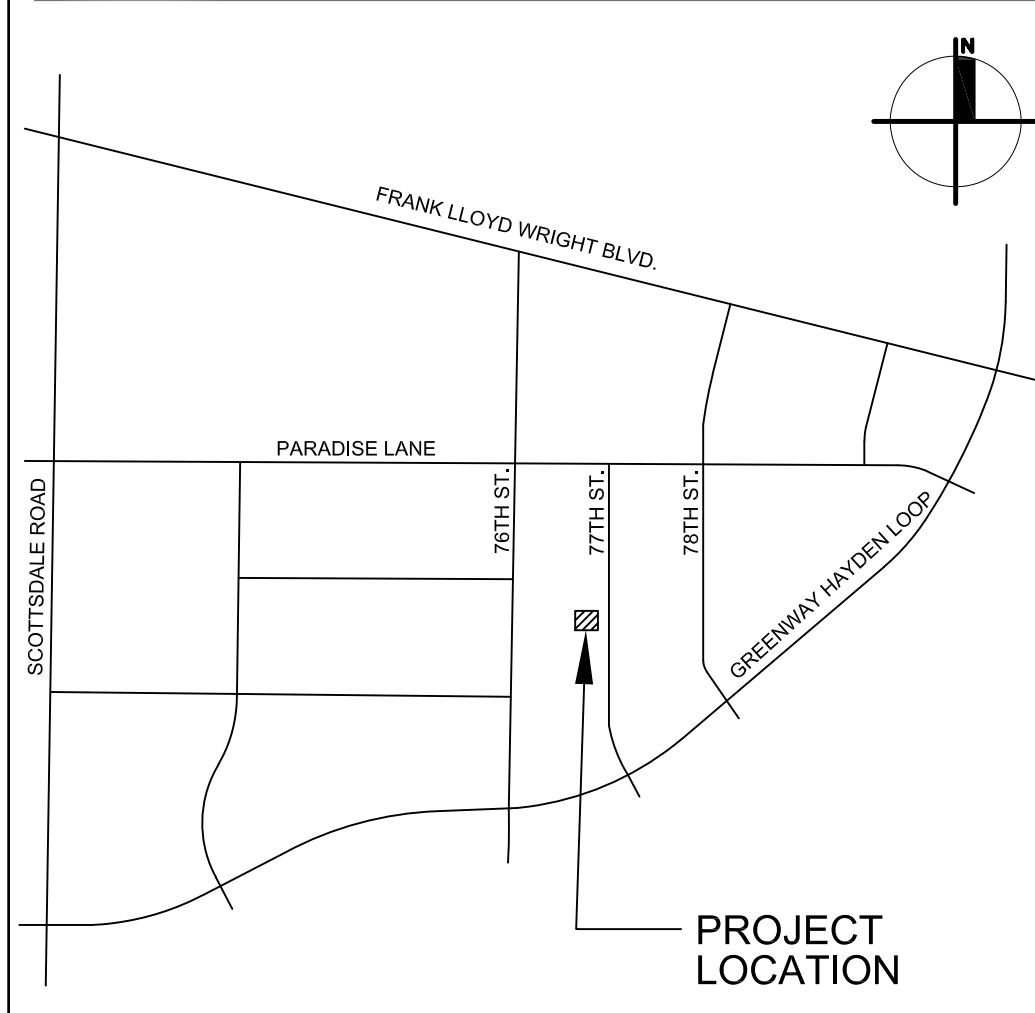 N
FRANK LLOYD WRIGHT BLVD.
PARADISE LANE
SCOTTSDALE ROAD
76TH ST.
77TH ST.
78TH ST.
GREENWAY HAYDEN LOOP
PROJECT
LOCATION